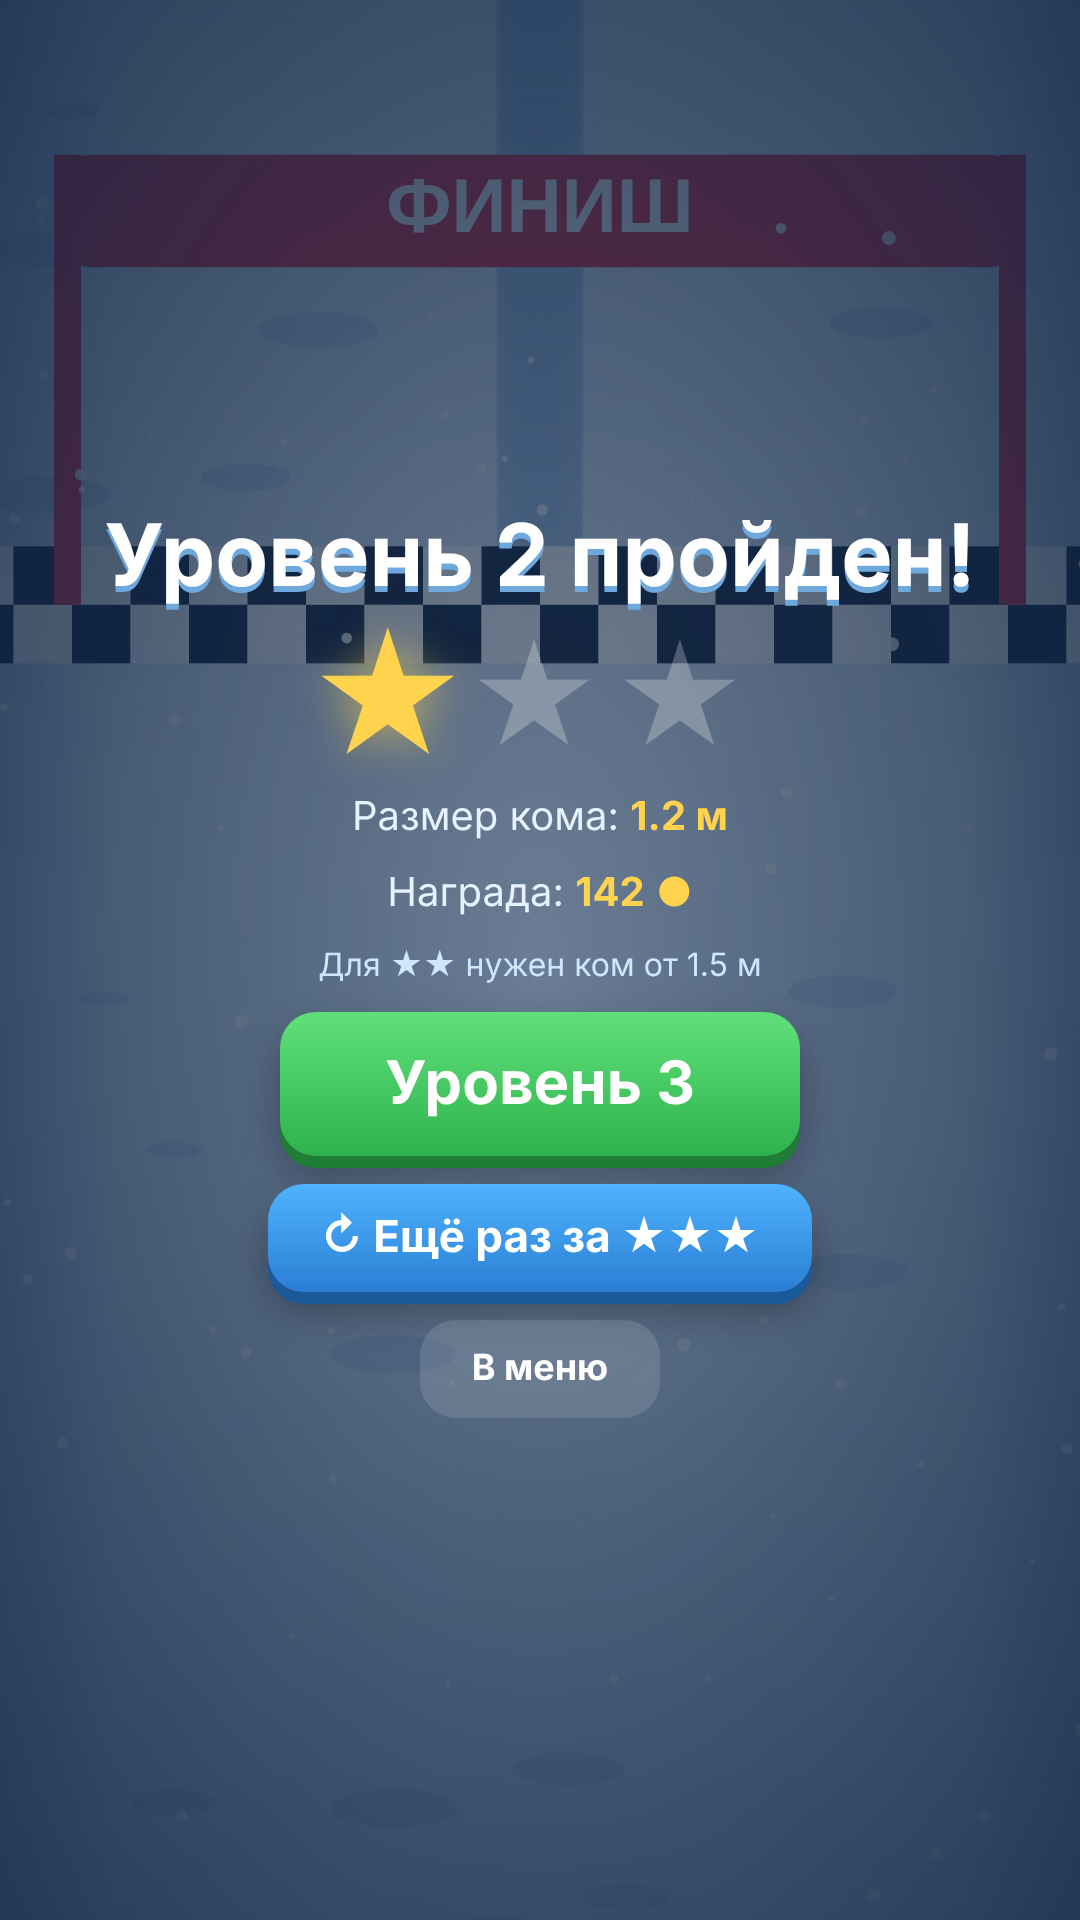 ФИНИШ
Уровень 2 пройден!
Размер кома: 1.2 м
Награда: 142
Для ★★ нужен ком от 1.5 м
Уровень 3
↻ Ещё раз за ★★★
В меню